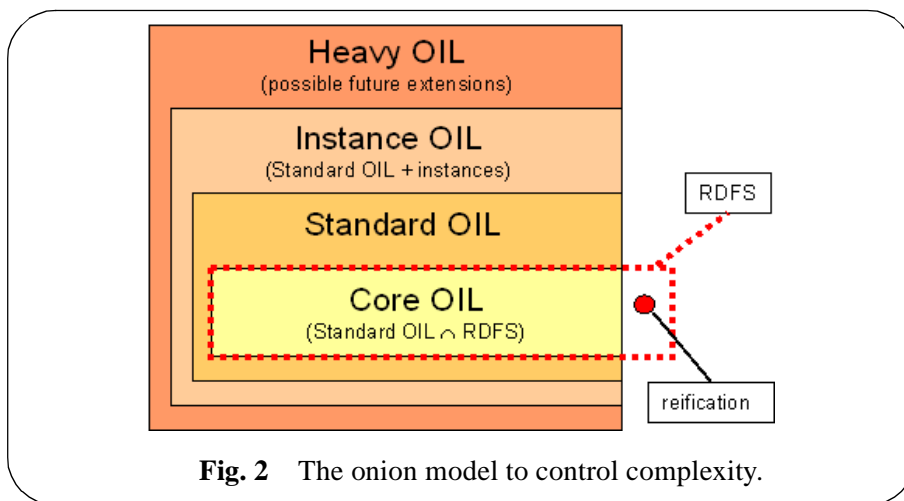 Heavy OIL
(possible future extensions)
Instance OIL
(Standard OIL + instances)
RDFS
Standard OIL
Core OIL
(Standard OIL ∩ RDFS)
reification
Fig. 2 The onion model to control complexity.